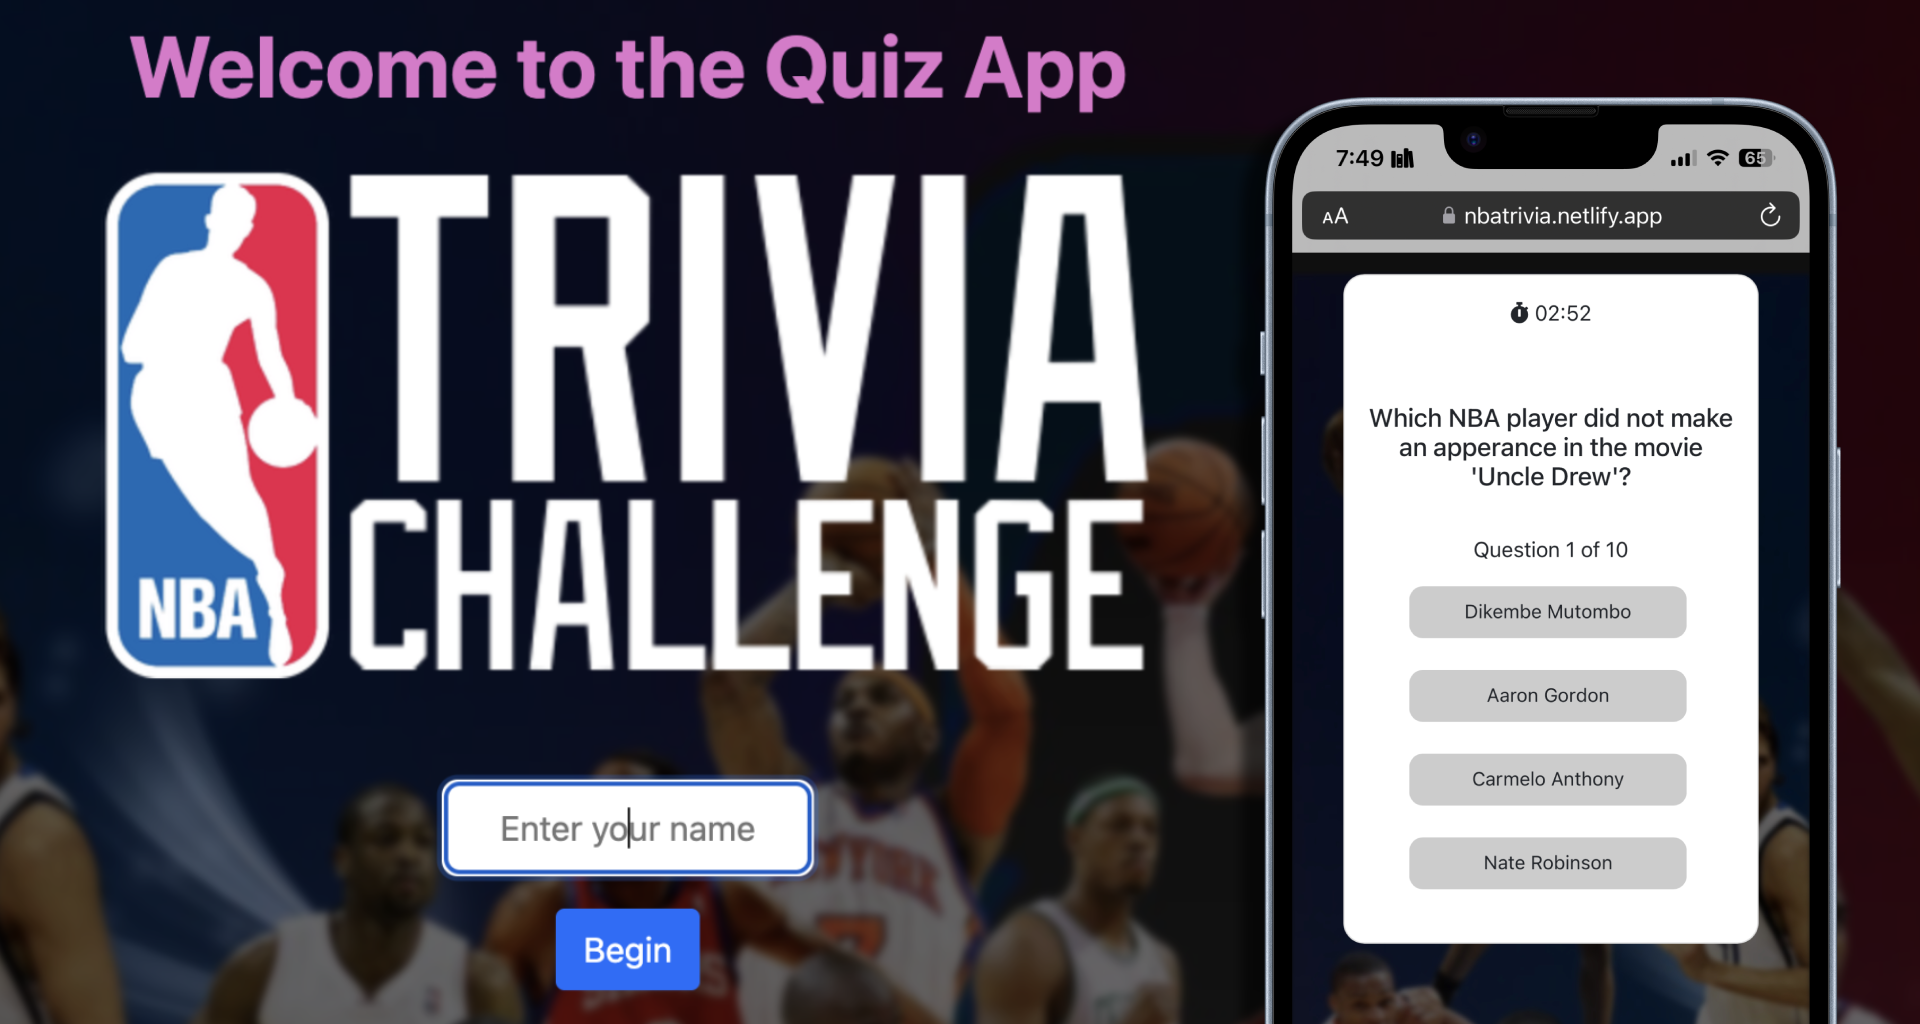 Welcome to the Quiz App
NBA
TRIVIA
CHALLENGE
Enter your name
Begin
7:49
65
AA
nbatrivia.netlify.app
02:52
Which NBA player did not make
an apperance in the movie
'Uncle Drew'?
Question 1 of 10
Dikembe Mutombo
Aaron Gordon
Carmelo Anthony
Nate Robinson